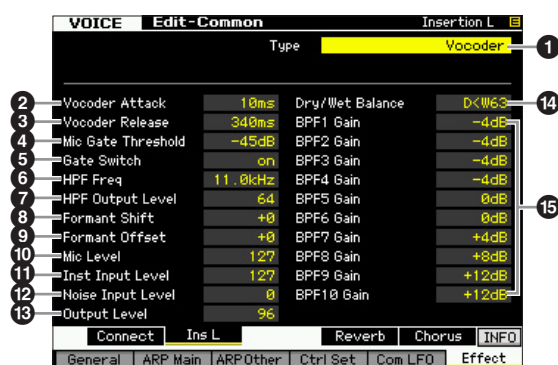 VOICE Edit-Common Insertion L E
Type Vocoder 1
2 Vocoder Attack 10ms Dry/Wet Balance D<W63 14
3 Vocoder Release 340ms BPF1 Gain -4dB
4 Mic Gate Threshold -45dB BPF2 Gain -4dB
5 Gate Switch on BPF3 Gain -4dB
6 HPF Freq 11.0kHz BPF4 Gain -4dB
7 HPF Output Level 64 BPF5 Gain 0dB 15
8 Formant Shift +0 BPF6 Gain 0dB
9 Formant Offset +0 BPF7 Gain +4dB
10 Mic Level 127 BPF8 Gain +8dB
11 Inst Input Level 127 BPF9 Gain +12dB
12 Noise Input Level 0 BPF10 Gain +12dB
13 Output Level 96
Connect Ins L Reverb Chorus INFO
General ARP Main ARP Other Ctrl Set Com LFO Effect